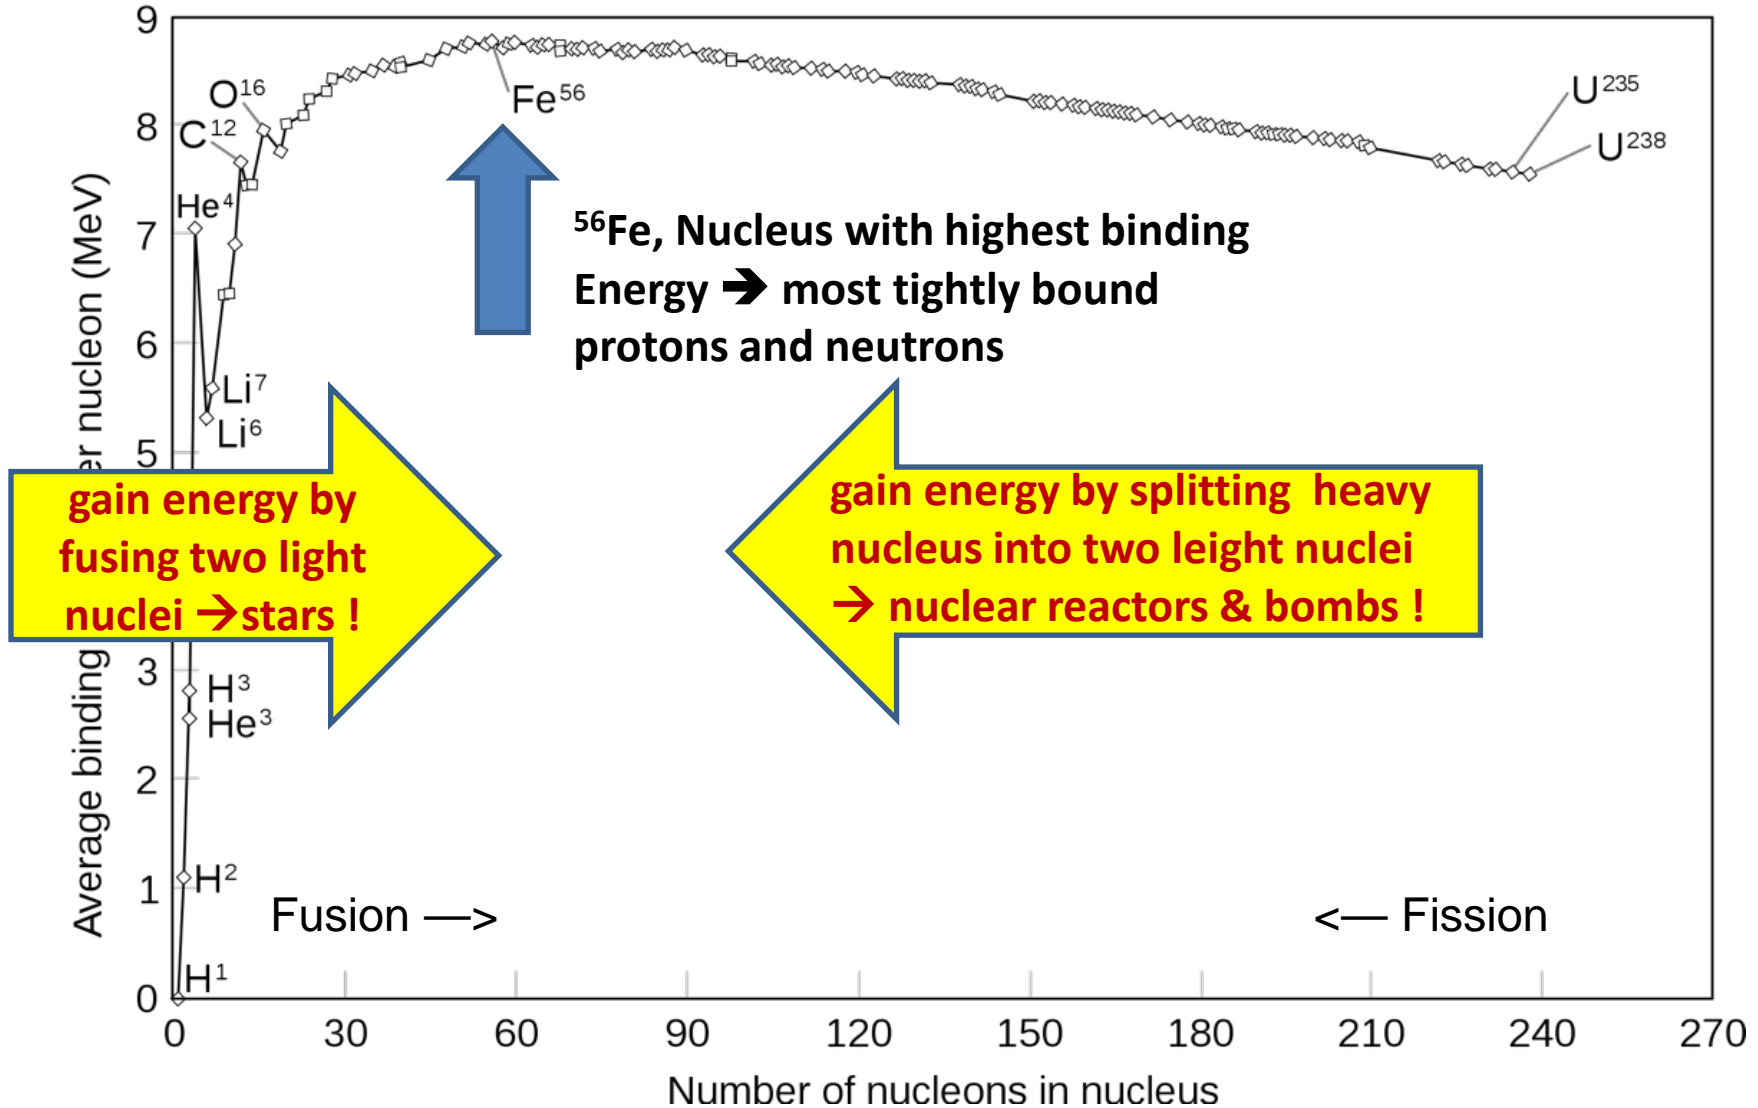 9
8
7
6
5
3
2
1
0
Average binding
er nucleon (MeV)
O¹⁶
C¹²
He⁴
Li⁷
Li⁶
H³
He³
H²
H¹
Fe⁵⁶
U²³⁵
U²³⁸
⁵⁶Fe, Nucleus with highest binding
Energy ➔ most tightly bound
protons and neutrons
gain energy by
fusing two light
nuclei →stars !
gain energy by splitting heavy
nucleus into two leight nuclei
→ nuclear reactors & bombs !
Fusion —>
<— Fission
0 30 60 90 120 150 180 210 240 270
Number of nucleons in nucleus